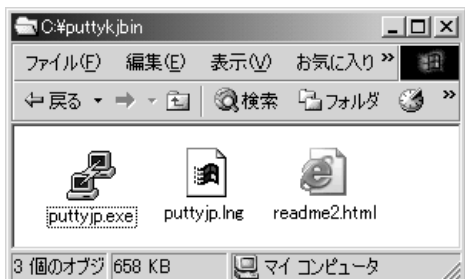 C:¥puttykjbin
ファイル(F) 編集(E) 表示(V) お気に入り »
戻る 検索 フォルダ »
puttyjp.exe puttyjp.lng readme2.html
3 個のオブジ 658 KB マイ コンピュータ